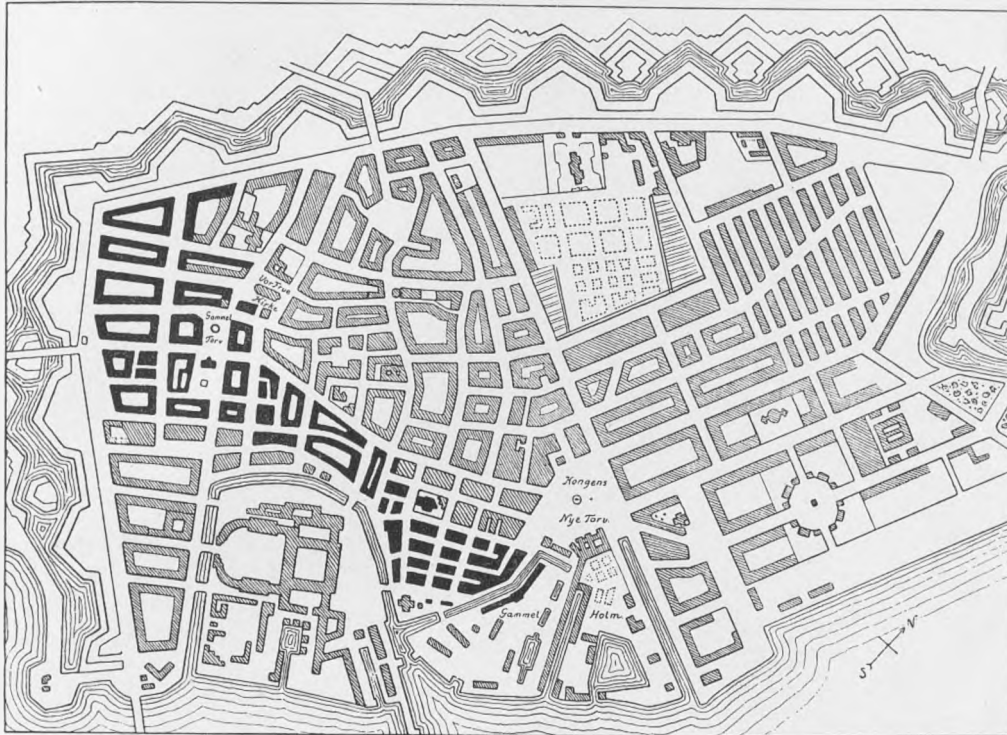 Vor Frue
Kirke
Gammel
Torv
Kongens
Nye Torv.
Gammel
Holm.
N
S